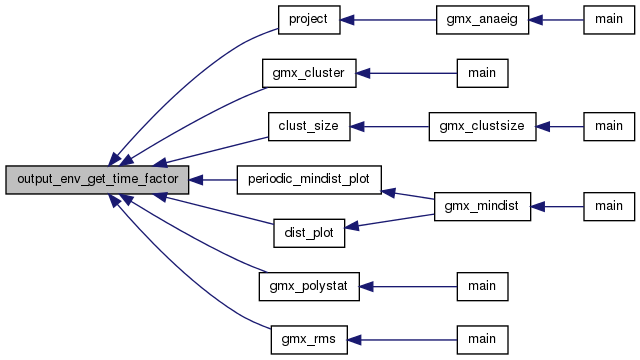 project
gmx_anaeig
main
gmx_cluster
main
clust_size
gmx_clustsize
main
output_env_get_time_factor
periodic_mindist_plot
gmx_mindist
main
dist_plot
gmx_polystat
main
gmx_rms
main